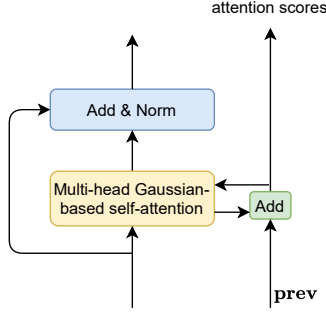 attention scores
Add & Norm
Multi-head Gaussian-
based self-attention
Add
prev